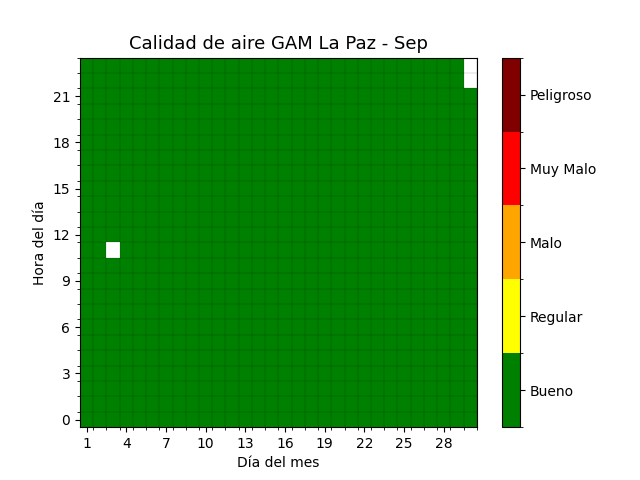 Calidad de aire GAM La Paz - Sep
Hora del día
21
18
15
12
9
6
3
0
1 4 7 10 13 16 19 22 25 28
Día del mes
Peligroso
Muy Malo
Malo
Regular
Bueno